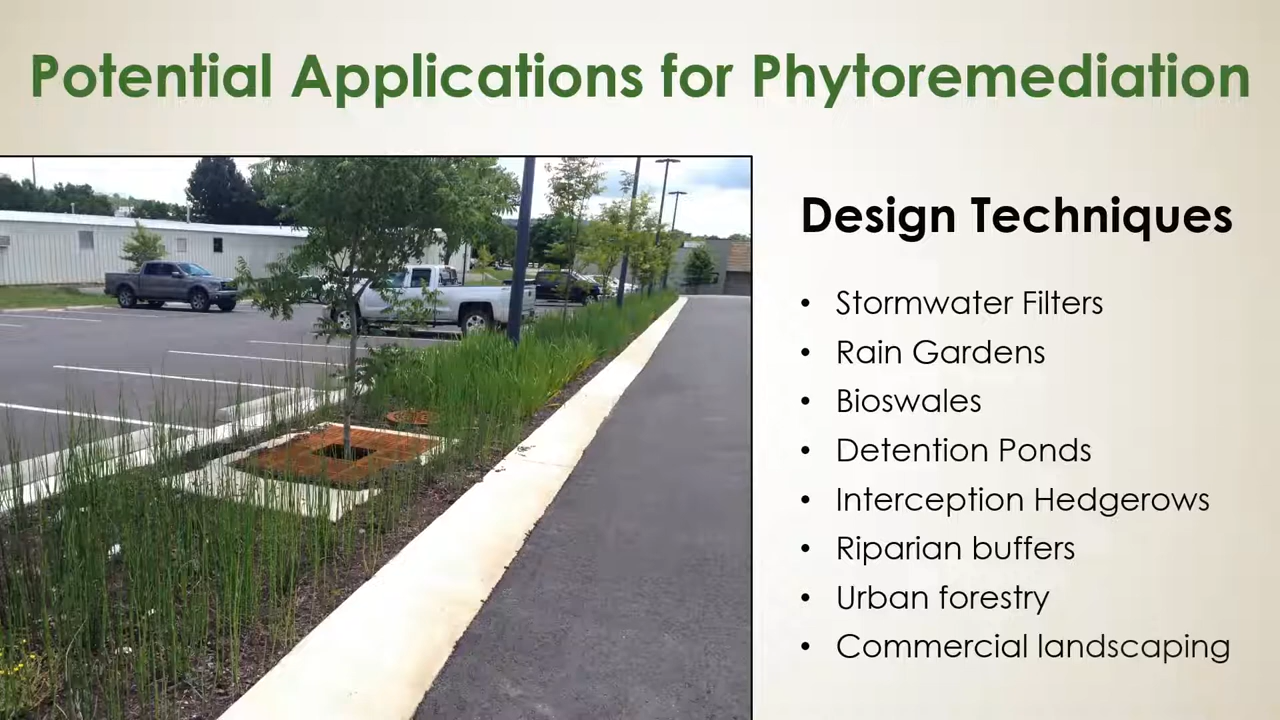 Potential Applications for Phytoremediation
Design Techniques
• Stormwater Filters
• Rain Gardens
• Bioswales
• Detention Ponds
• Interception Hedgerows
• Riparian buffers
• Urban forestry
• Commercial landscaping